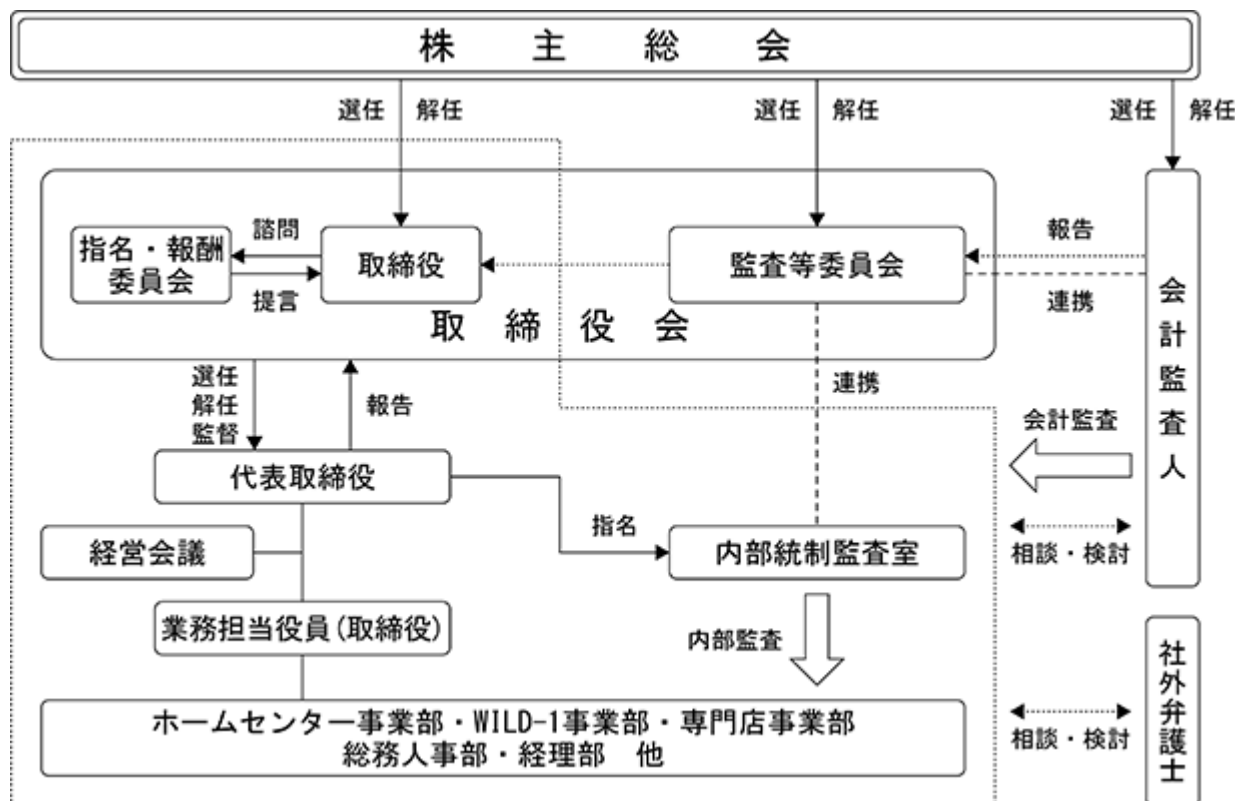 株主総会
選任
解任
選任
解任
選任
解任
指名・報酬
委員会
諮問
提言
取締役
監査等委員会
報告
連携
取締役会
会計監査人
選任
解任
監督
報告
連携
代表取締役
会計監査
指名
経営会議
内部統制監査室
相談・検討
業務担当役員(取締役)
内部監査
社外弁護士
ホームセンター事業部・WILD-1事業部・専門店事業部
総務人事部・経理部 他
相談・検討